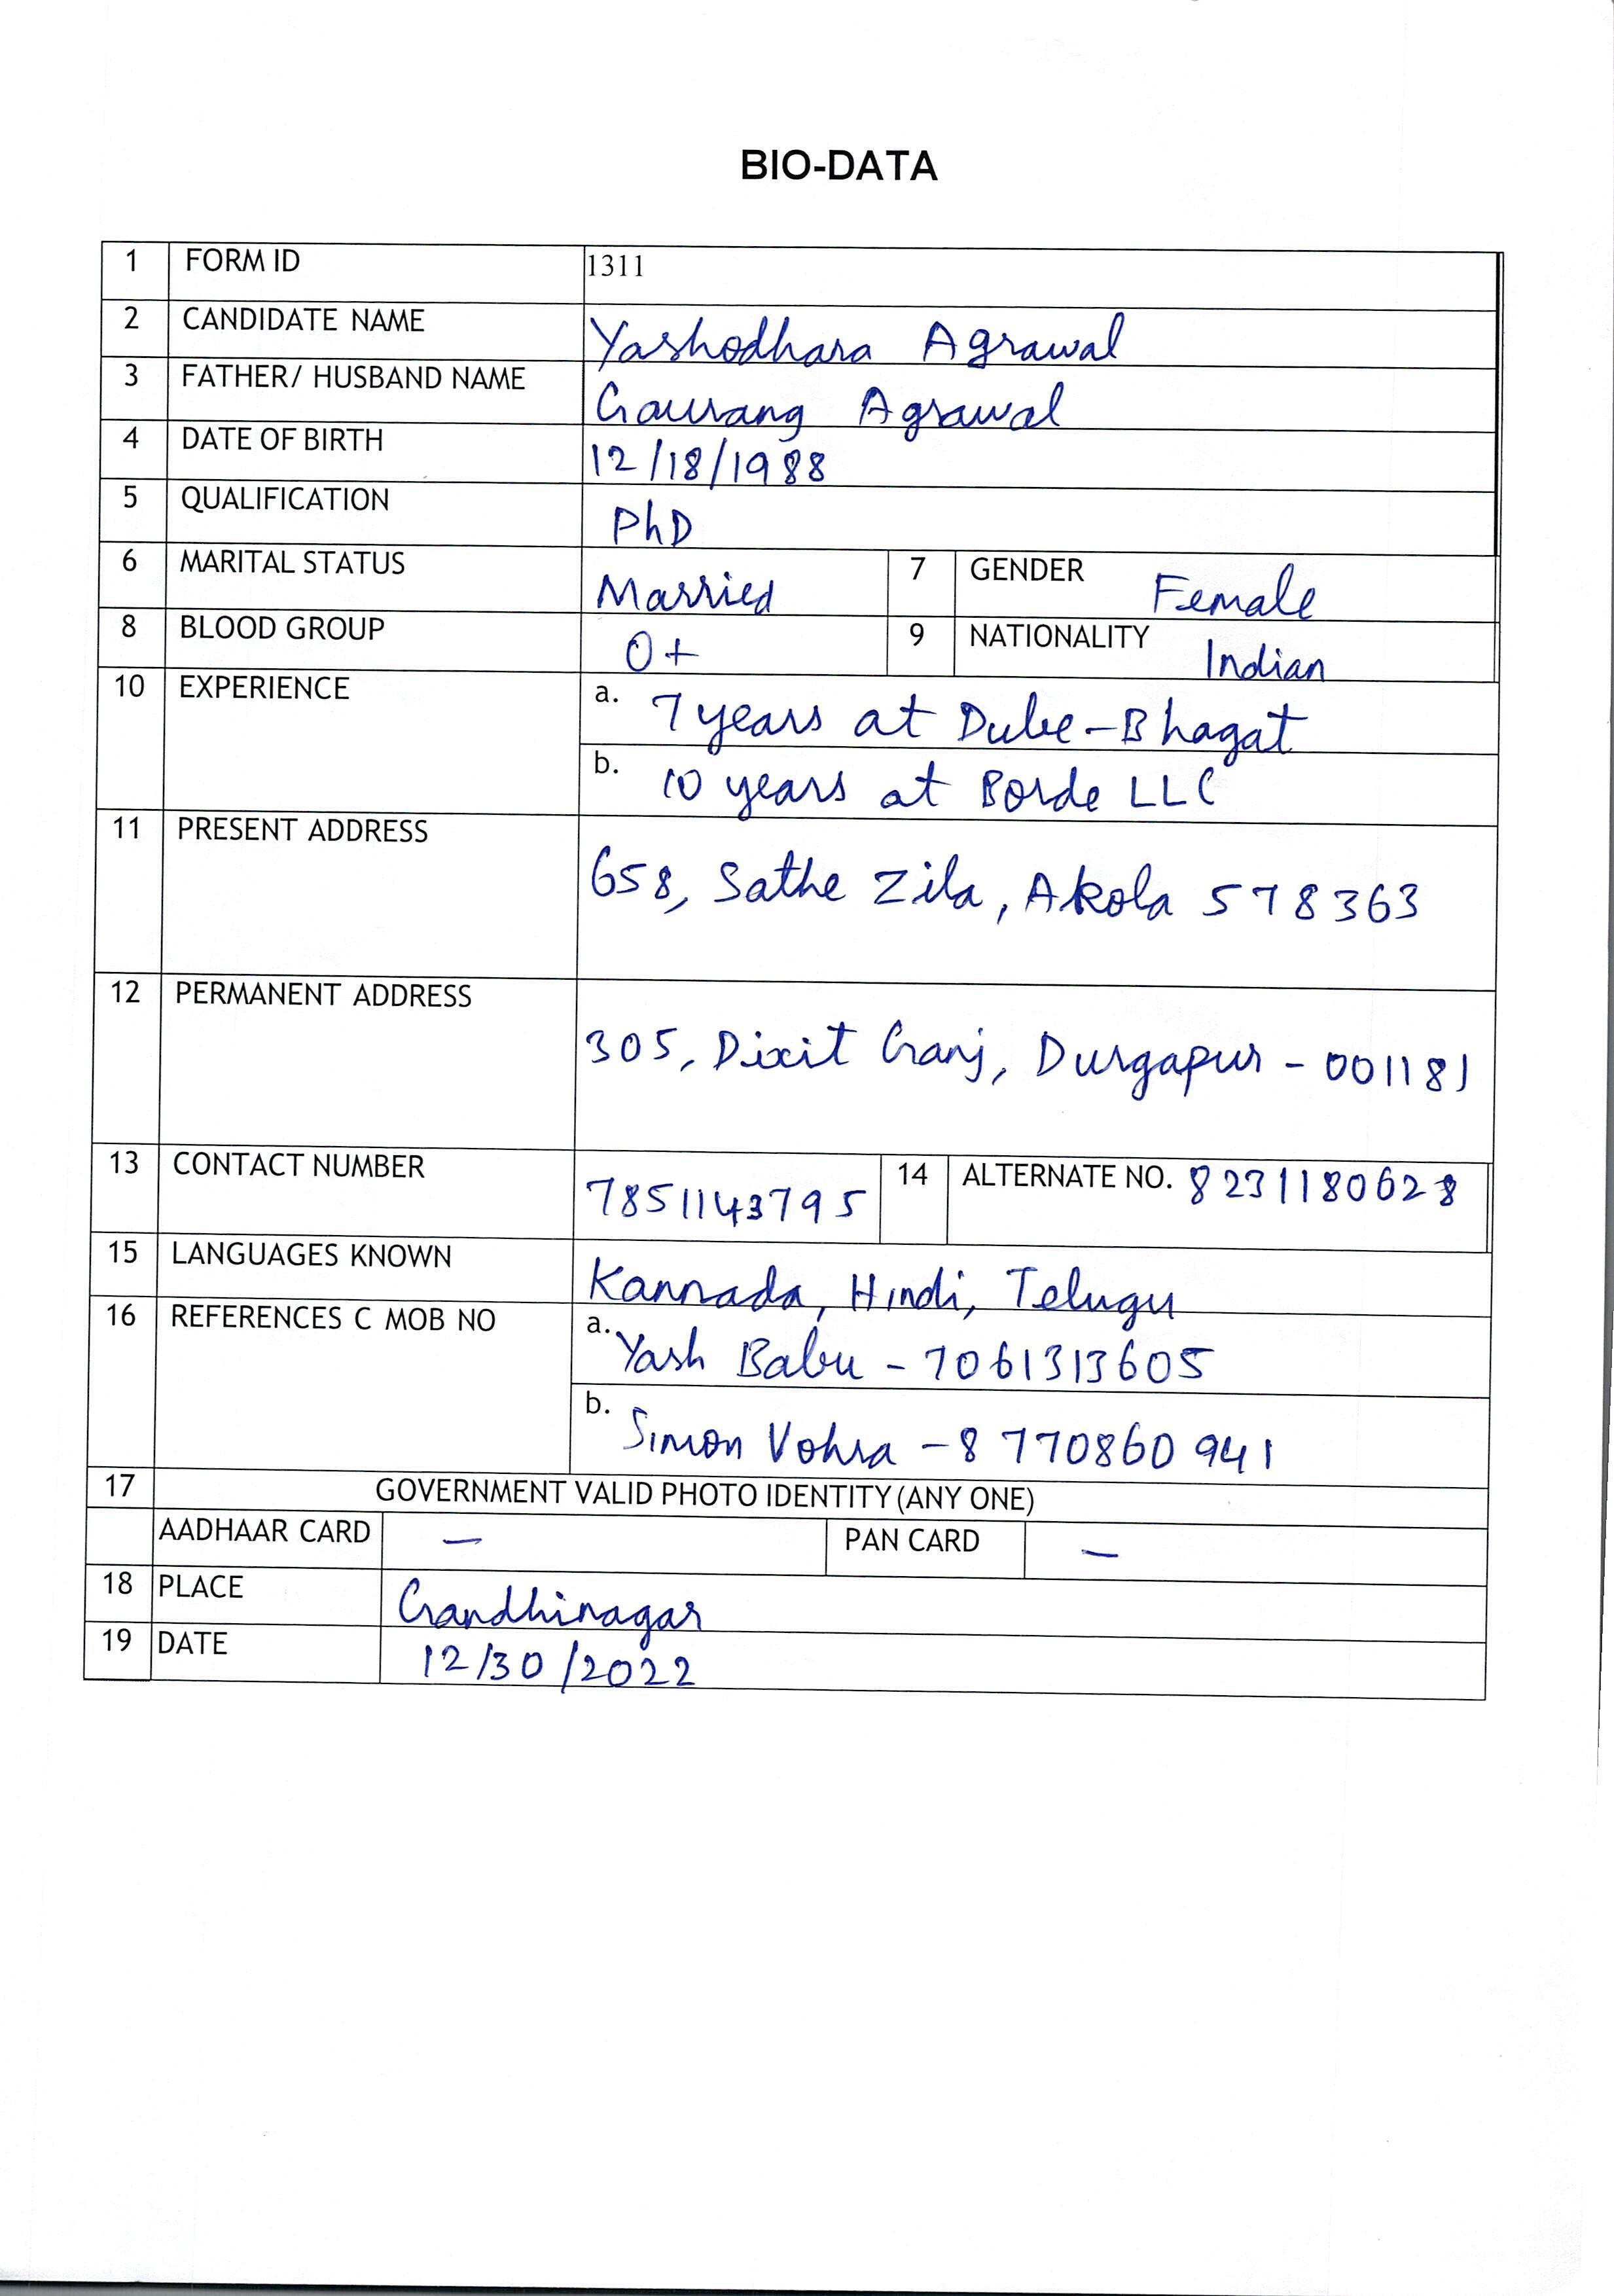 BIO-DATA
1 FORM ID 1311
2 CANDIDATE NAME Yashodhara Agrawal
3 FATHER/ HUSBAND NAME Gaurang Agrawal
4 DATE OF BIRTH 12/18/1988
5 QUALIFICATION PhD
6 MARITAL STATUS Married 7 GENDER Female
8 BLOOD GROUP O+ 9 NATIONALITY Indian
10 EXPERIENCE a. 7 years at Dube-Bhagat
b. 10 years at Borde LLC
11 PRESENT ADDRESS 658, Sathe Zila, Akola 578363
12 PERMANENT ADDRESS 305, Dixit Ganj, Durgapur - 001181
13 CONTACT NUMBER 7851143795 14 ALTERNATE NO. 8231180628
15 LANGUAGES KNOWN Kannada, Hindi, Telugu
16 REFERENCES C MOB NO a. Yash Babu - 7061313605
b. Simon Vohra - 8770860941
17 GOVERNMENT VALID PHOTO IDENTITY (ANY ONE)
AADHAAR CARD — PAN CARD —
18 PLACE Gandhinagar
19 DATE 12/30/2022